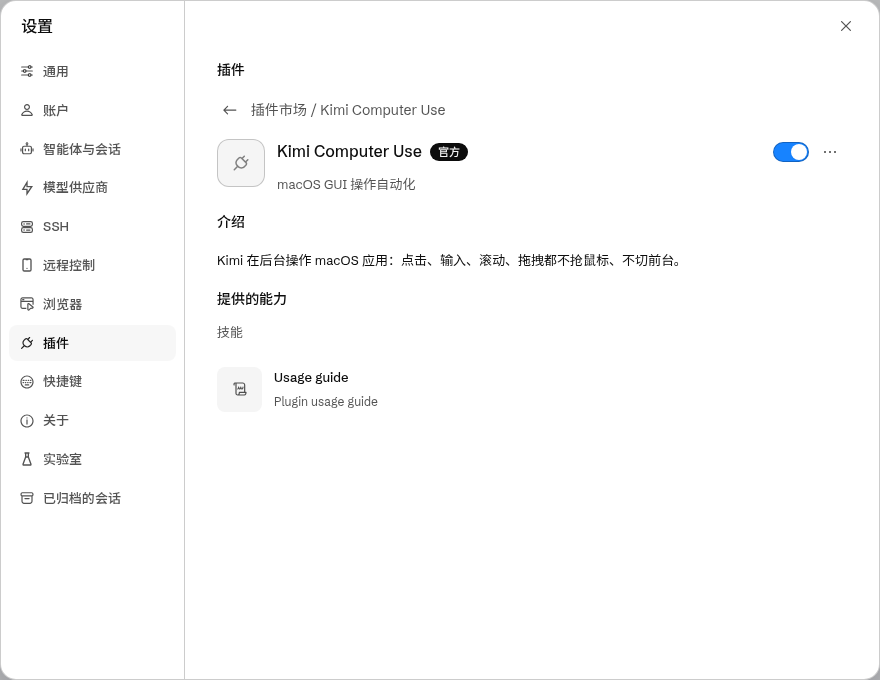 设置
通用
账户
智能体与会话
模型供应商
SSH
远程控制
浏览器
插件
快捷键
关于
实验室
已归档的会话
插件
插件市场 / Kimi Computer Use
Kimi Computer Use 官方
macOS GUI 操作自动化
介绍
Kimi 在后台操作 macOS 应用：点击、输入、滚动、拖拽都不抢鼠标、不切前台。
提供的能力
技能
Usage guide
Plugin usage guide